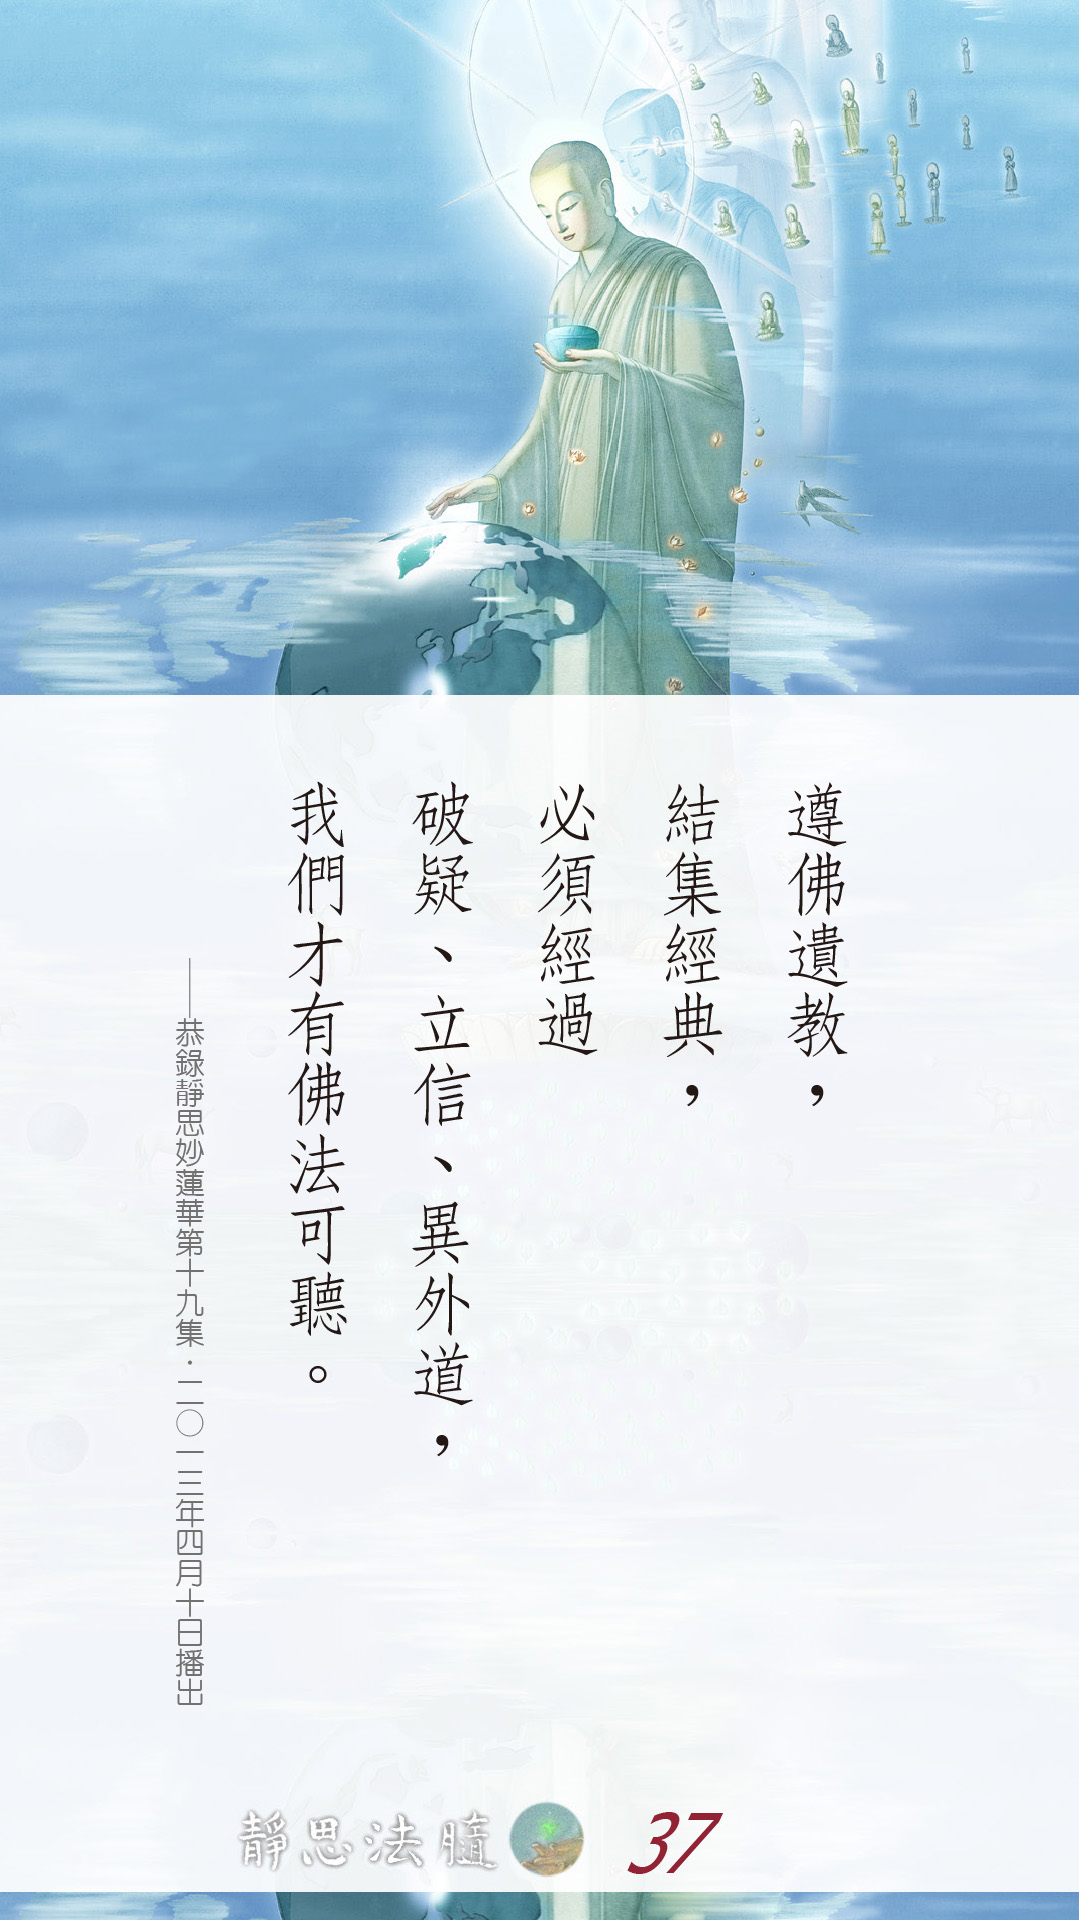 遵佛遺教，
結集經典，
必須經過
破疑、立信、異外道，
我們才有佛法可聽。
——恭錄靜思妙蓮華第十九集．二〇一三年四月十日播出
靜思法髓
37